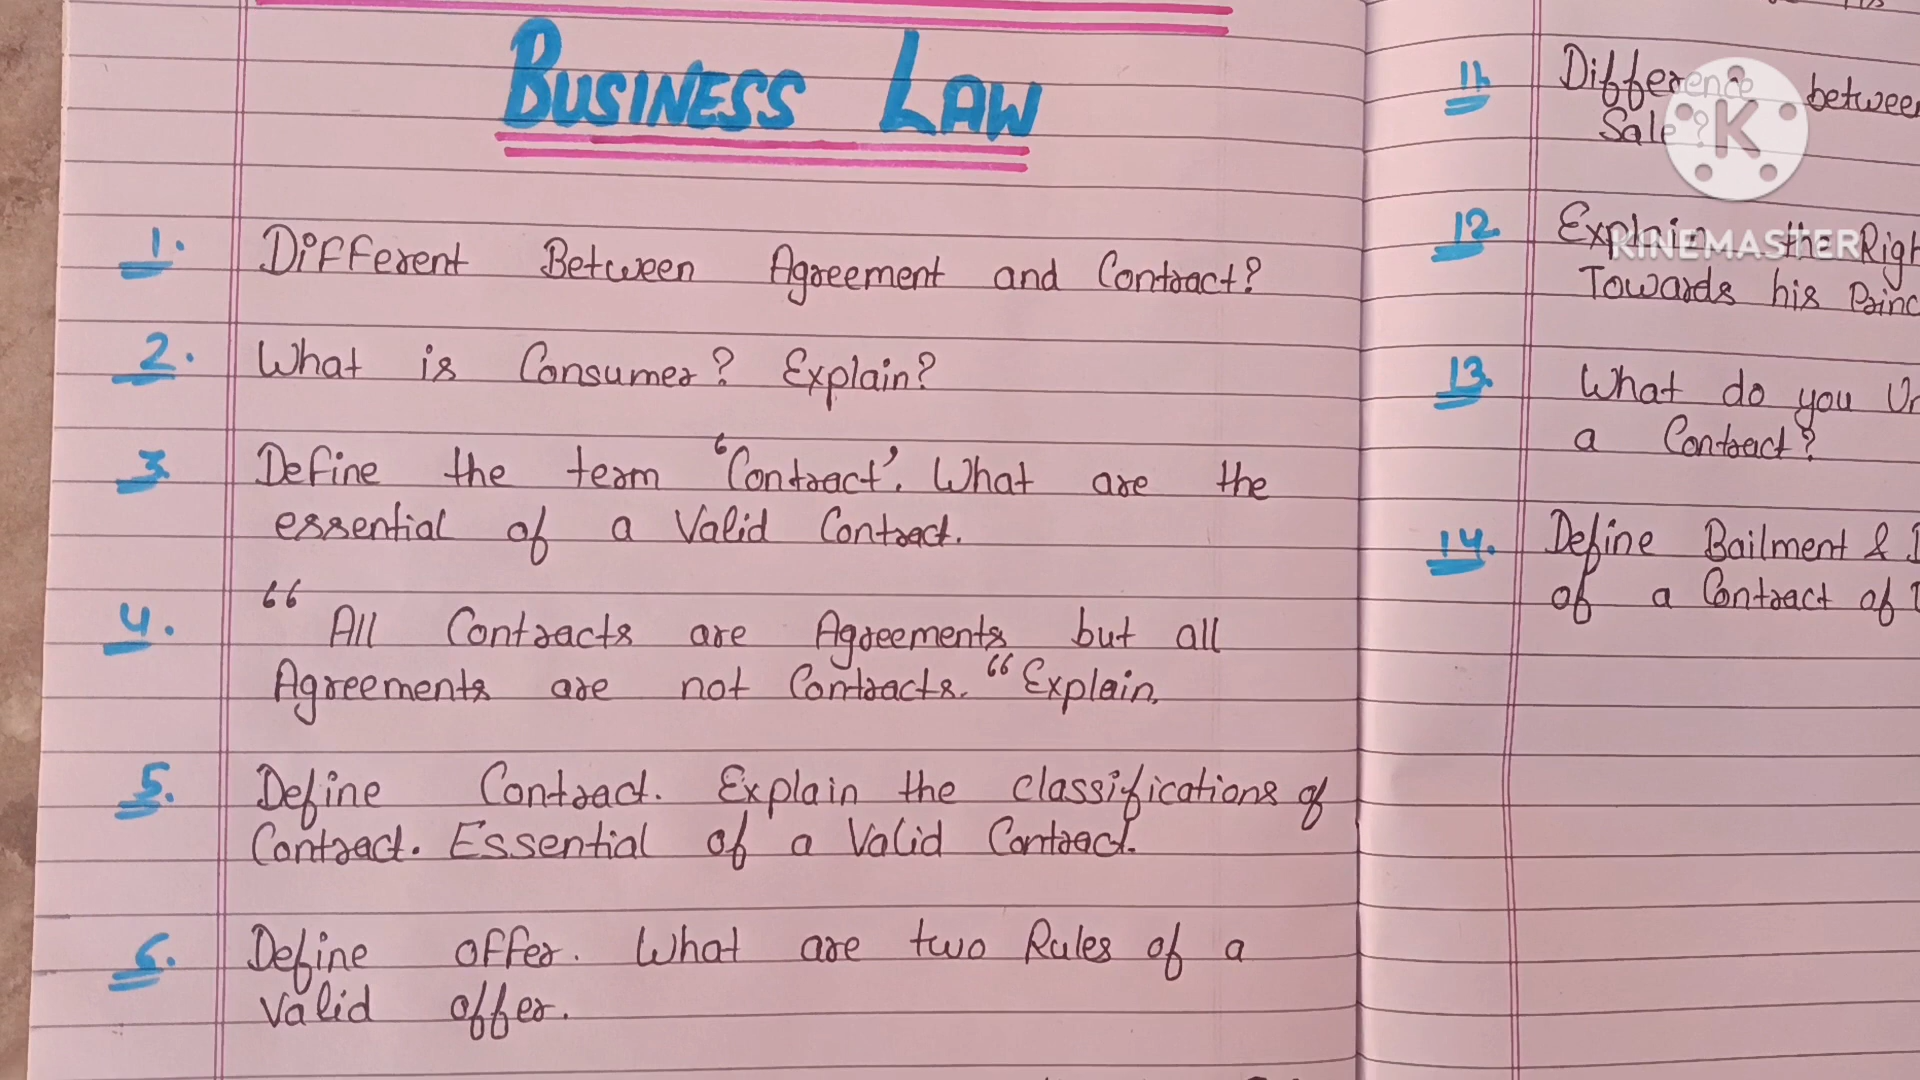 BUSINESS LAW
1. Different Between Agreement and Contract?
2. What is Consumer? Explain?
3. Define the term 'Contract'. What are the
essential of a Valid Contract.
4. “ All Contracts are Agreements but all
Agreements are not Contracts. “ Explain.
5. Define Contract. Explain the classifications of
Contract. Essential of a Valid Contract.
6. Define offer. What are two Rules of a
Valid offer.
11. Difference between
Sale?
12. Explain the
Towards his
13. What do you
a Contract?
14. Define Bailment &
of a Contract of
K
KINEMASTER